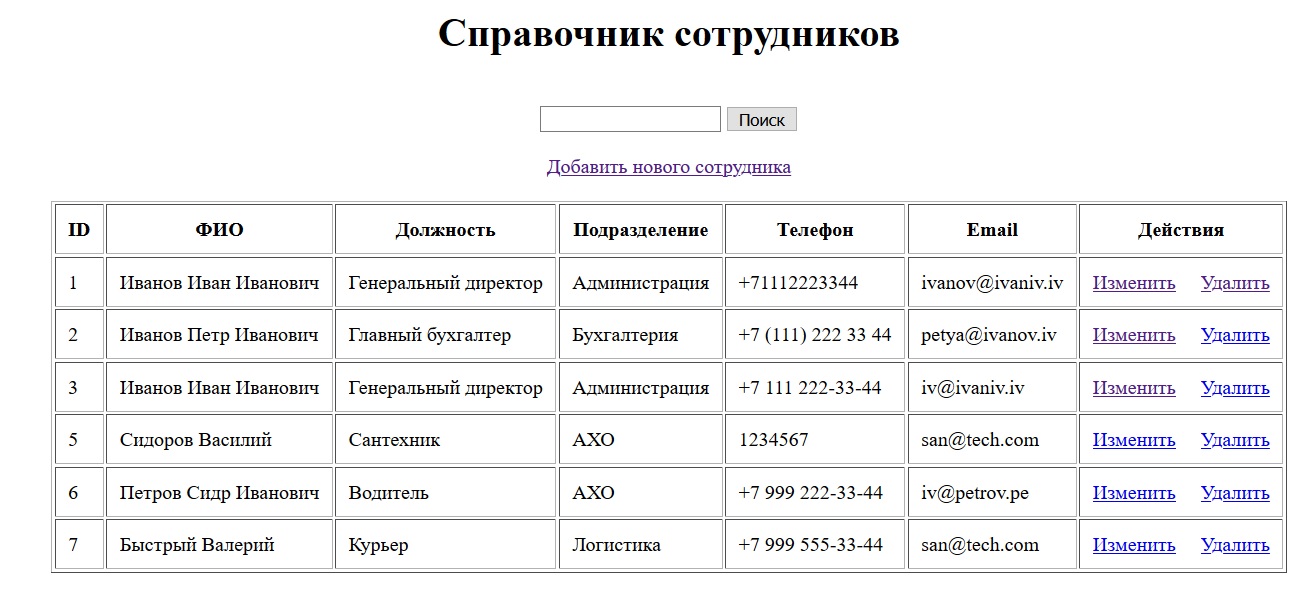 Справочник сотрудников
Поиск
Добавить нового сотрудника
ID ФИО Должность Подразделение Телефон Email Действия
1 Иванов Иван Иванович Генеральный директор Администрация +71112223344 ivanov@ivaniv.iv Изменить Удалить
2 Иванов Петр Иванович Главный бухгалтер Бухгалтерия +7 (111) 222 33 44 petya@ivanov.iv Изменить Удалить
3 Иванов Иван Иванович Генеральный директор Администрация +7 111 222-33-44 iv@ivaniv.iv Изменить Удалить
5 Сидоров Василий Сантехник АХО 1234567 san@tech.com Изменить Удалить
6 Петров Сидр Иванович Водитель АХО +7 999 222-33-44 iv@petrov.pe Изменить Удалить
7 Быстрый Валерий Курьер Логистика +7 999 555-33-44 san@tech.com Изменить Удалить